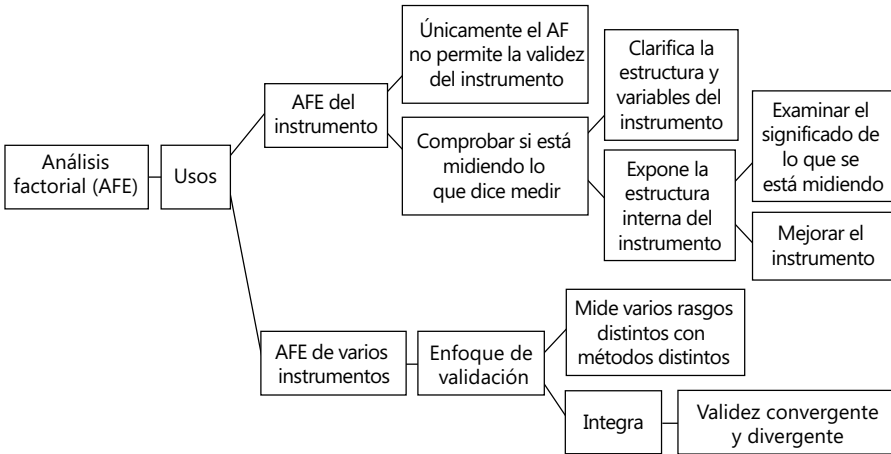 Análisis
factorial (AFE)
Usos
AFE del
instrumento
Únicamente el AF
no permite la validez
del instrumento
Comprobar si está
midiendo lo
que dice medir
Clarifica la
estructura y
variables del
instrumento
Expone la
estructura
interna del
instrumento
Examinar el
significado de
lo que se
está midiendo
Mejorar el
instrumento
AFE de varios
instrumentos
Enfoque de
validación
Mide varios rasgos
distintos con
métodos distintos
Integra
Validez convergente
y divergente